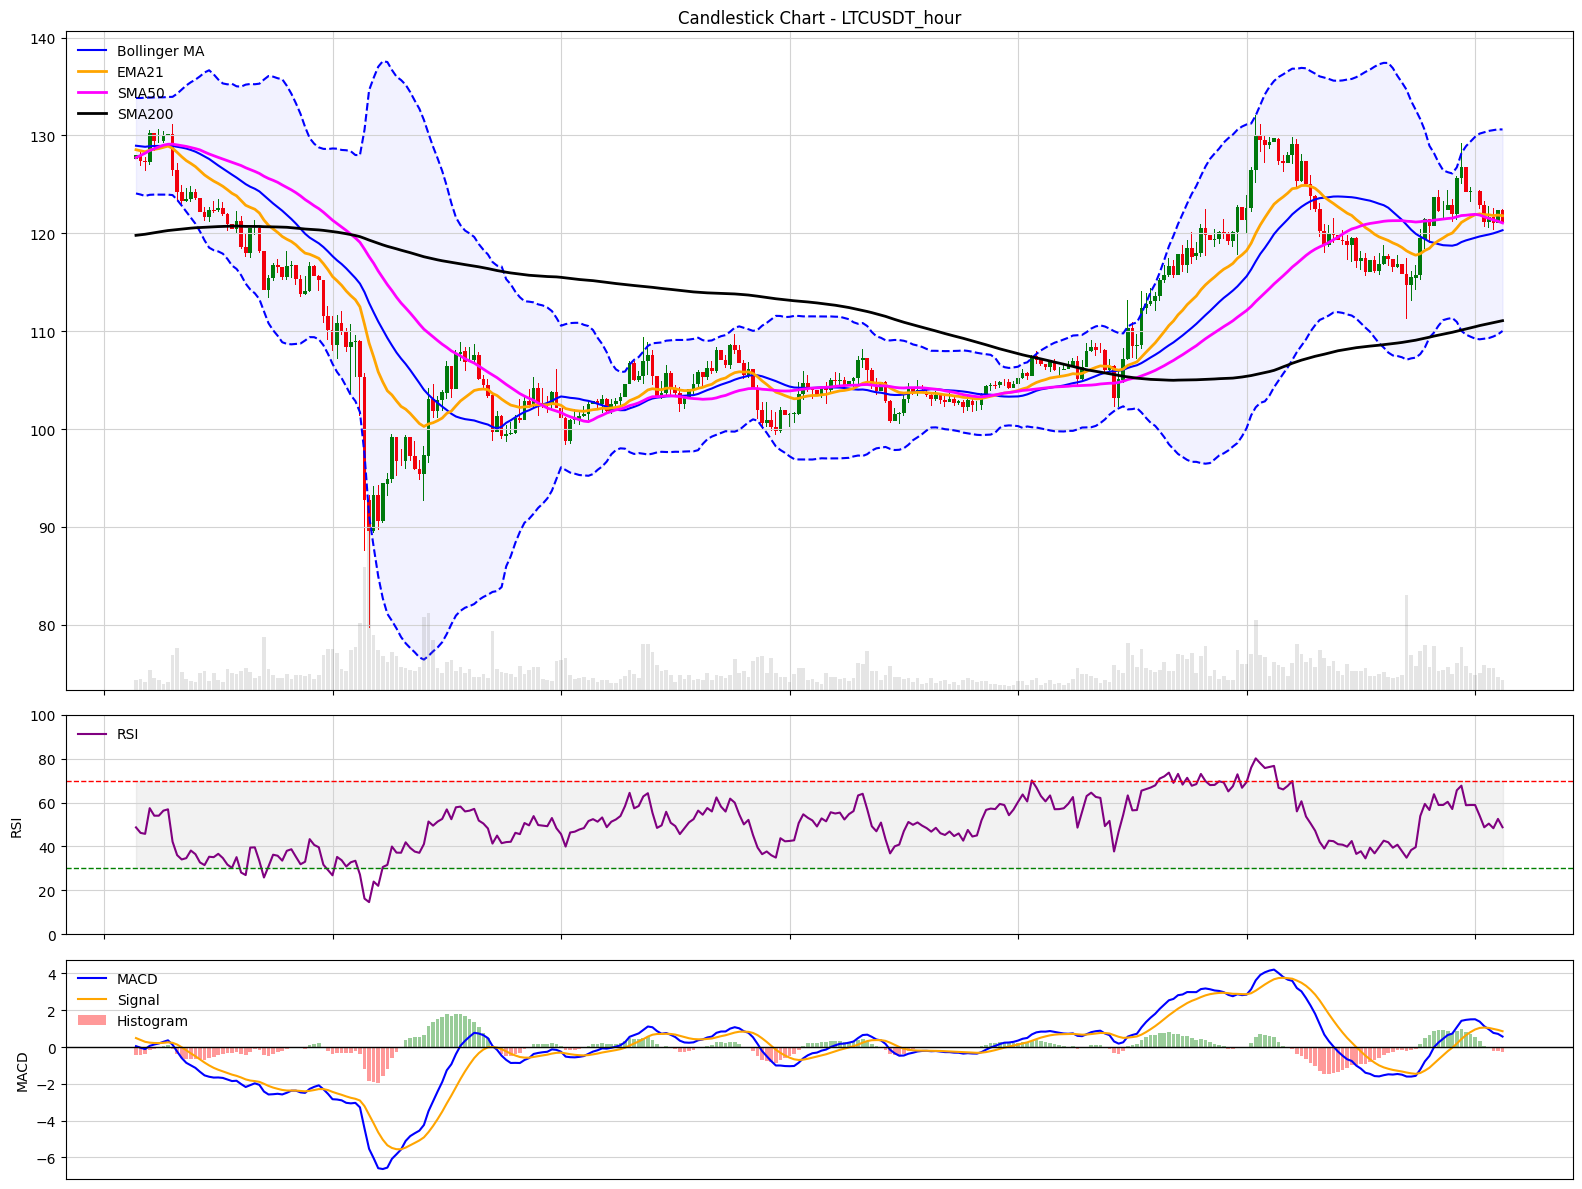 Candlestick Chart - LTCUSDT_hour
140
130
120
110
100
90
80
Bollinger MA
EMA21
SMA50
SMA200
100
80
60
40
20
0
RSI
RSI
4
2
0
−2
−4
−6
MACD
MACD
Signal
Histogram